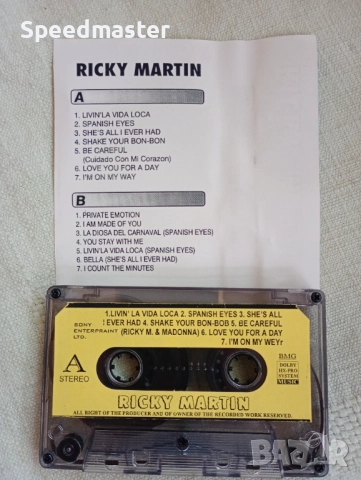 Speedmaster
RICKY MARTIN
A
1. LIVIN'LA VIDA LOCA
2. SPANISH EYES
3. SHE'S ALL I EVER HAD
4. SHAKE YOUR BON-BON
5. BE CAREFUL
(Cuidado Con Mi Corazon)
6. LOVE YOU FOR A DAY
7. I'M ON MY WAY
B
1. PRIVATE EMOTION
2. I AM MADE OF YOU
3. LA DIOSA DEL CARNAVAL (SPANISH EYES)
4. YOU STAY WITH ME
5. LIVIN'LA VIDA LOCA (SPANISH EYES)
6. BELLA (SHE'S ALL I EVER HAD)
7. I COUNT THE MINUTES
1.LIVIN' LA VIDA LOCA 2. SPANISH EYES 3. SHE'S ALL
I EVER HAD 4. SHAKE YOUR BON-BOB 5. BE CAREFUL
SONY ENTERPRAINT LTD.
(RICKY M. & MADONNA) 6. LOVE YOU FOR A DAY
7. I'M ON MY WEYr
A
STEREO
BMG
DOLBY
HX-PRO
SYSTEM
MUSIC
RICKY MARTIN
ALL RIGHT OF THE PRODUCER AND OF OWNER OF THE RECORDED WORK RESERVED.
BAZAR
bg